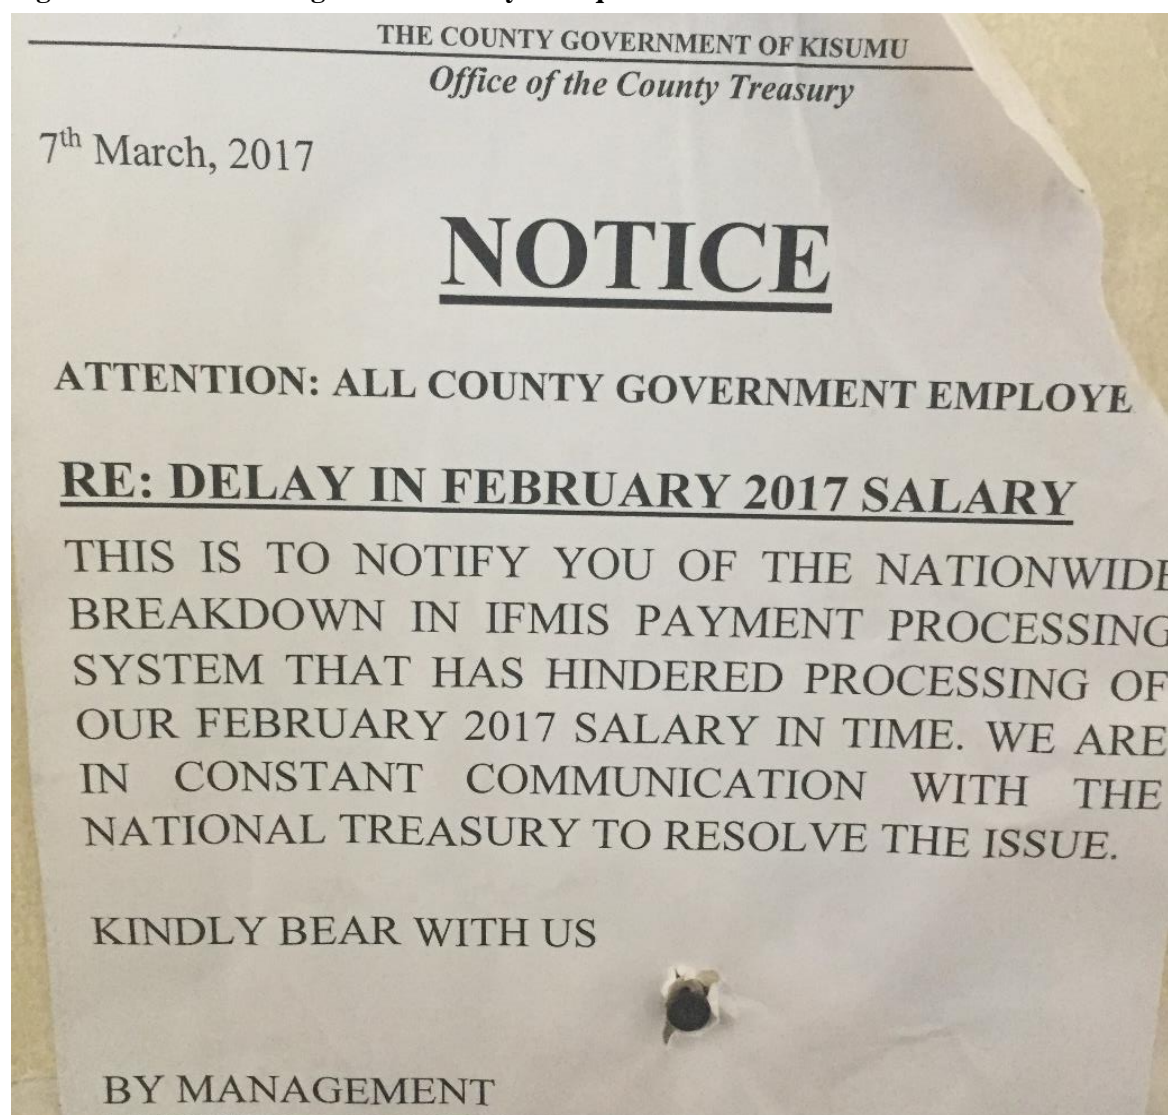 THE COUNTY GOVERNMENT OF KISUMU
Office of the County Treasury
7th March, 2017
NOTICE
ATTENTION: ALL COUNTY GOVERNMENT EMPLOYE
RE: DELAY IN FEBRUARY 2017 SALARY
THIS IS TO NOTIFY YOU OF THE NATIONWIDE
BREAKDOWN IN IFMIS PAYMENT PROCESSING
SYSTEM THAT HAS HINDERED PROCESSING OF
OUR FEBRUARY 2017 SALARY IN TIME. WE ARE
IN CONSTANT COMMUNICATION WITH THE
NATIONAL TREASURY TO RESOLVE THE ISSUE.
KINDLY BEAR WITH US
BY MANAGEMENT